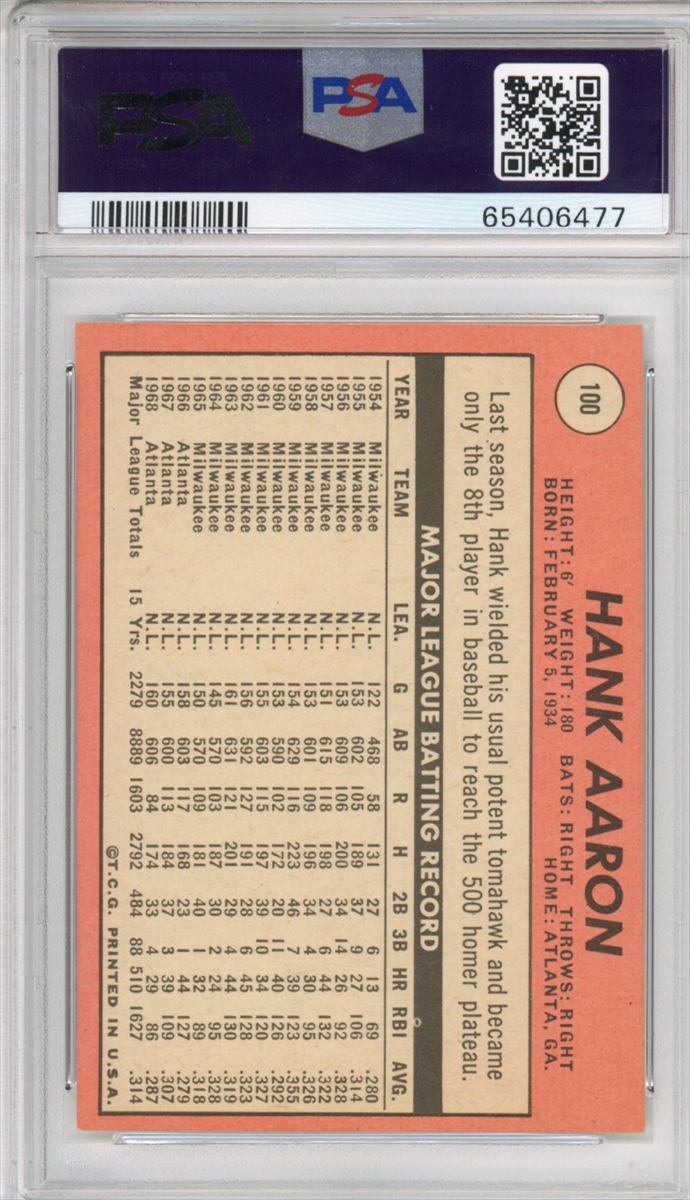 PSA
PSA
65406477
100
HANK AARON
HEIGHT: 6' WEIGHT: 180 BATS: RIGHT THROWS: RIGHT
BORN: FEBRUARY 5, 1934 HOME: ATLANTA, GA.
Last season, Hank wielded his usual potent tomahawk and became
only the 8th player in baseball to reach the 500 homer plateau.
MAJOR LEAGUE BATTING RECORD
YEAR TEAM LEA. G AB R H 2B 3B HR RBI AVG.
1954 Milwaukee N.L. 122 468 58 131 27 6 13 69 .280
1955 Milwaukee N.L. 153 602 105 189 37 9 27 106 .314
1956 Milwaukee N.L. 153 609 106 200 34 14 26 92 .328
1957 Milwaukee N.L. 151 615 118 198 27 6 44 132 .322
1958 Milwaukee N.L. 153 601 109 196 34 4 30 95 .326
1959 Milwaukee N.L. 154 629 116 223 46 7 39 123 .355
1960 Milwaukee N.L. 153 590 102 172 20 11 40 126 .292
1961 Milwaukee N.L. 155 603 115 197 39 10 34 120 .327
1962 Milwaukee N.L. 156 592 127 191 28 6 45 128 .323
1963 Milwaukee N.L. 161 631 121 201 29 4 44 130 .319
1964 Milwaukee N.L. 145 570 103 187 30 2 24 95 .328
1965 Milwaukee N.L. 150 570 109 181 40 1 32 89 .318
1966 Atlanta N.L. 158 603 117 168 23 1 44 127 .279
1967 Atlanta N.L. 155 600 113 184 37 3 39 109 .307
1968 Atlanta N.L. 160 606 84 174 33 4 29 86 .287
Major League Totals 15 Yrs. 2279 8889 1603 2792 484 88 510 1627 .314
©T.C.G. PRINTED IN U.S.A.